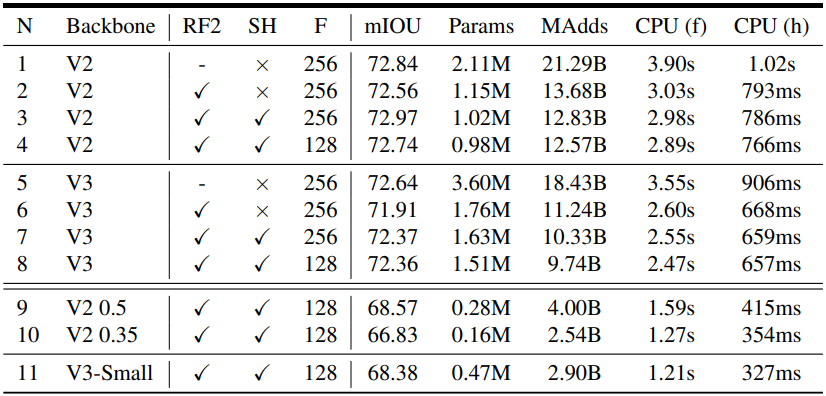 N Backbone RF2 SH F mIOU Params MAdds CPU (f) CPU (h)
1 V2 - × 256 72.84 2.11M 21.29B 3.90s 1.02s
2 V2 ✓ × 256 72.56 1.15M 13.68B 3.03s 793ms
3 V2 ✓ ✓ 256 72.97 1.02M 12.83B 2.98s 786ms
4 V2 ✓ ✓ 128 72.74 0.98M 12.57B 2.89s 766ms
5 V3 - × 256 72.64 3.60M 18.43B 3.55s 906ms
6 V3 ✓ × 256 71.91 1.76M 11.24B 2.60s 668ms
7 V3 ✓ ✓ 256 72.37 1.63M 10.33B 2.55s 659ms
8 V3 ✓ ✓ 128 72.36 1.51M 9.74B 2.47s 657ms
9 V2 0.5 ✓ ✓ 128 68.57 0.28M 4.00B 1.59s 415ms
10 V2 0.35 ✓ ✓ 128 66.83 0.16M 2.54B 1.27s 354ms
11 V3-Small ✓ ✓ 128 68.38 0.47M 2.90B 1.21s 327ms